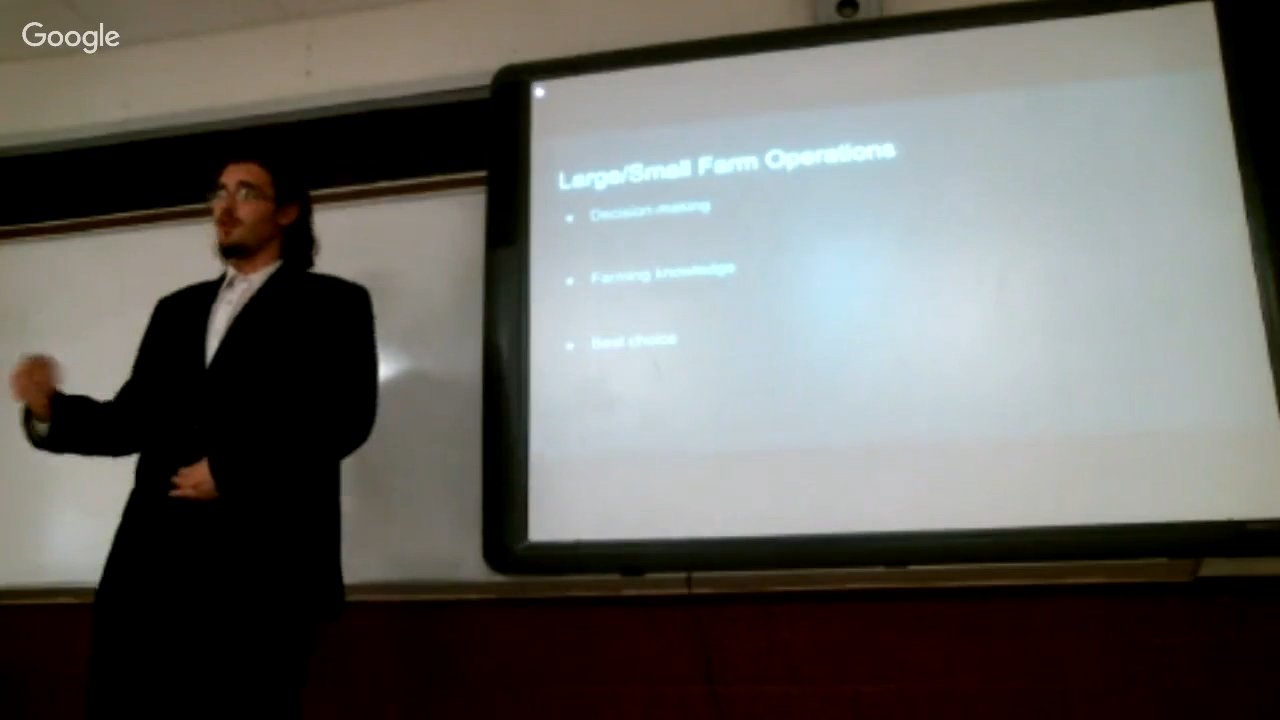 Google
Large/Small Farm Operations
• Decision-making
• Farming knowledge
• Best choice